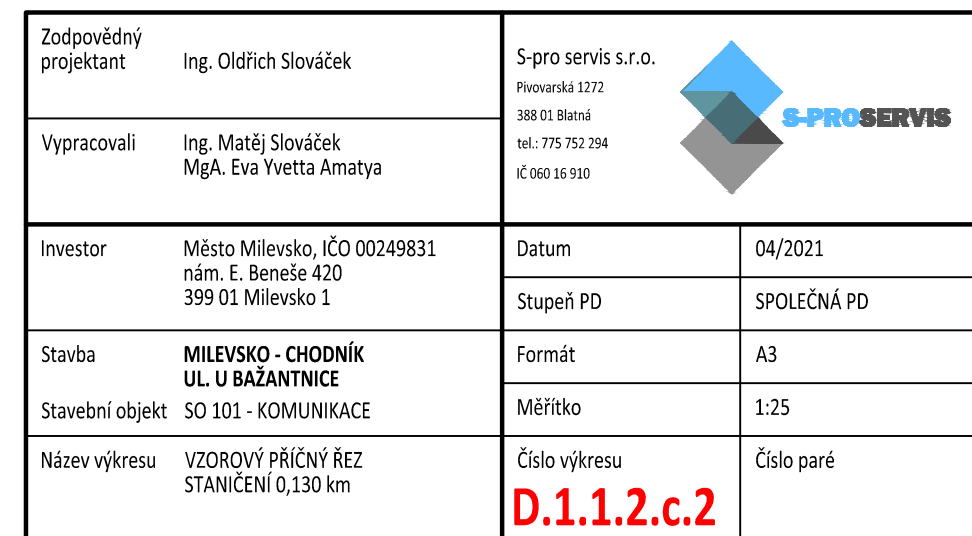 Zodpovědný
projektant
Ing. Oldřich Slováček
Vypracovali
Ing. Matěj Slováček
MgA. Eva Yvetta Amatya
S-pro servis s.r.o.
Pivovarská 1272
388 01 Blatná
tel.: 775 752 294
IČ 060 16 910
S-PROSERVIS
Investor
Město Milevsko, IČO 00249831
nám. E. Beneše 420
399 01 Milevsko 1
Datum
04/2021
Stupeň PD
SPOLEČNÁ PD
Stavba
MILEVSKO - CHODNÍK
UL. U BAŽANTNICE
Stavební objekt
SO 101 - KOMUNIKACE
Formát
A3
Měřítko
1:25
Název výkresu
VZOROVÝ PŘÍČNÝ ŘEZ
STANIČENÍ 0,130 km
Číslo výkresu
D.1.1.2.c.2
Číslo paré